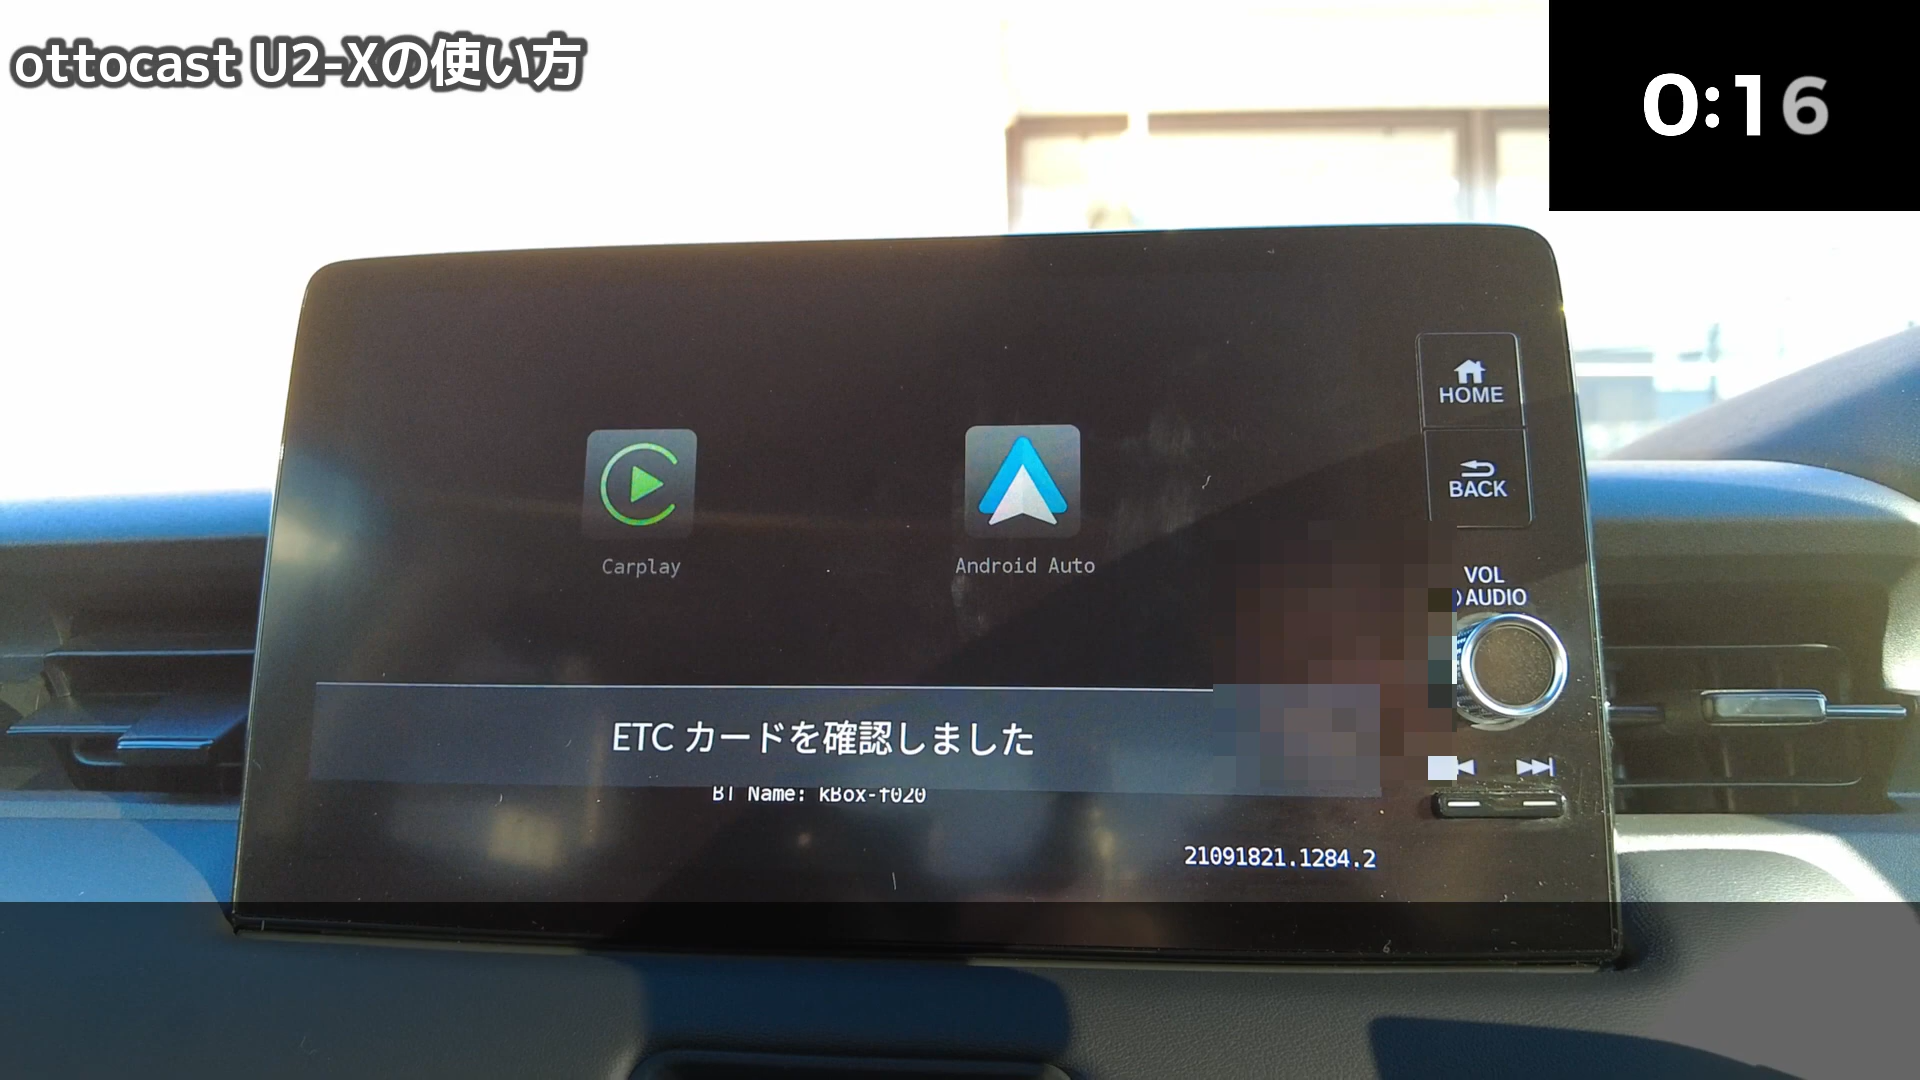 ottocast U2-Xの使い方
0:16
HOME
BACK
Carplay
Android Auto
VOL
AUDIO
ETC カードを確認しました
BT Name: kBox-f020
21091821.1284.2